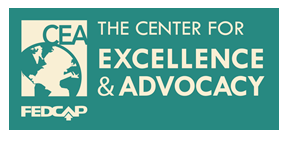 CEA
FEDCAP
THE CENTER FOR
EXCELLENCE
& ADVOCACY